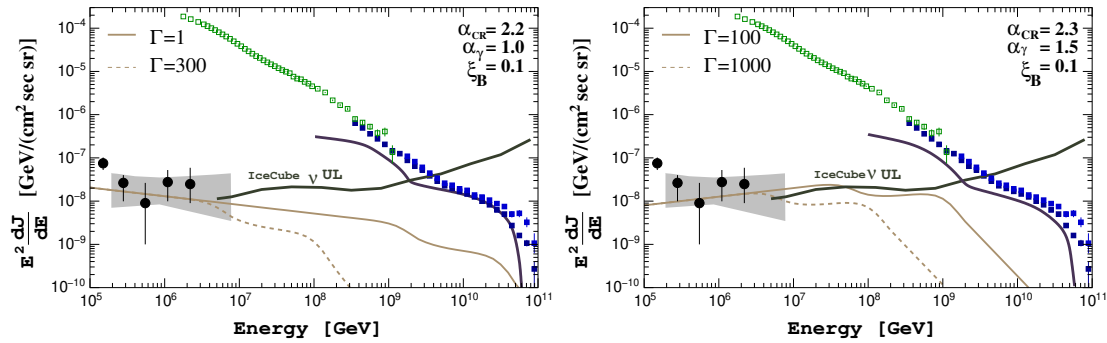 10⁻⁴
10⁻⁵
10⁻⁶
10⁻⁷
10⁻⁸
10⁻⁹
10⁻¹⁰
E² dJ/dE [GeV/(cm² sec sr)]
Γ=1
Γ=300
α_CR = 2.2
α_γ = 1.0
ξ_B = 0.1
IceCube ν UL
10⁵ 10⁶ 10⁷ 10⁸ 10⁹ 10¹⁰ 10¹¹
Energy [GeV]
10⁻⁴
10⁻⁵
10⁻⁶
10⁻⁷
10⁻⁸
10⁻⁹
10⁻¹⁰
E² dJ/dE [GeV/(cm² sec sr)]
Γ=100
Γ=1000
α_CR = 2.3
α_γ = 1.5
ξ_B = 0.1
IceCube ν UL
10⁵ 10⁶ 10⁷ 10⁸ 10⁹ 10¹⁰ 10¹¹
Energy [GeV]